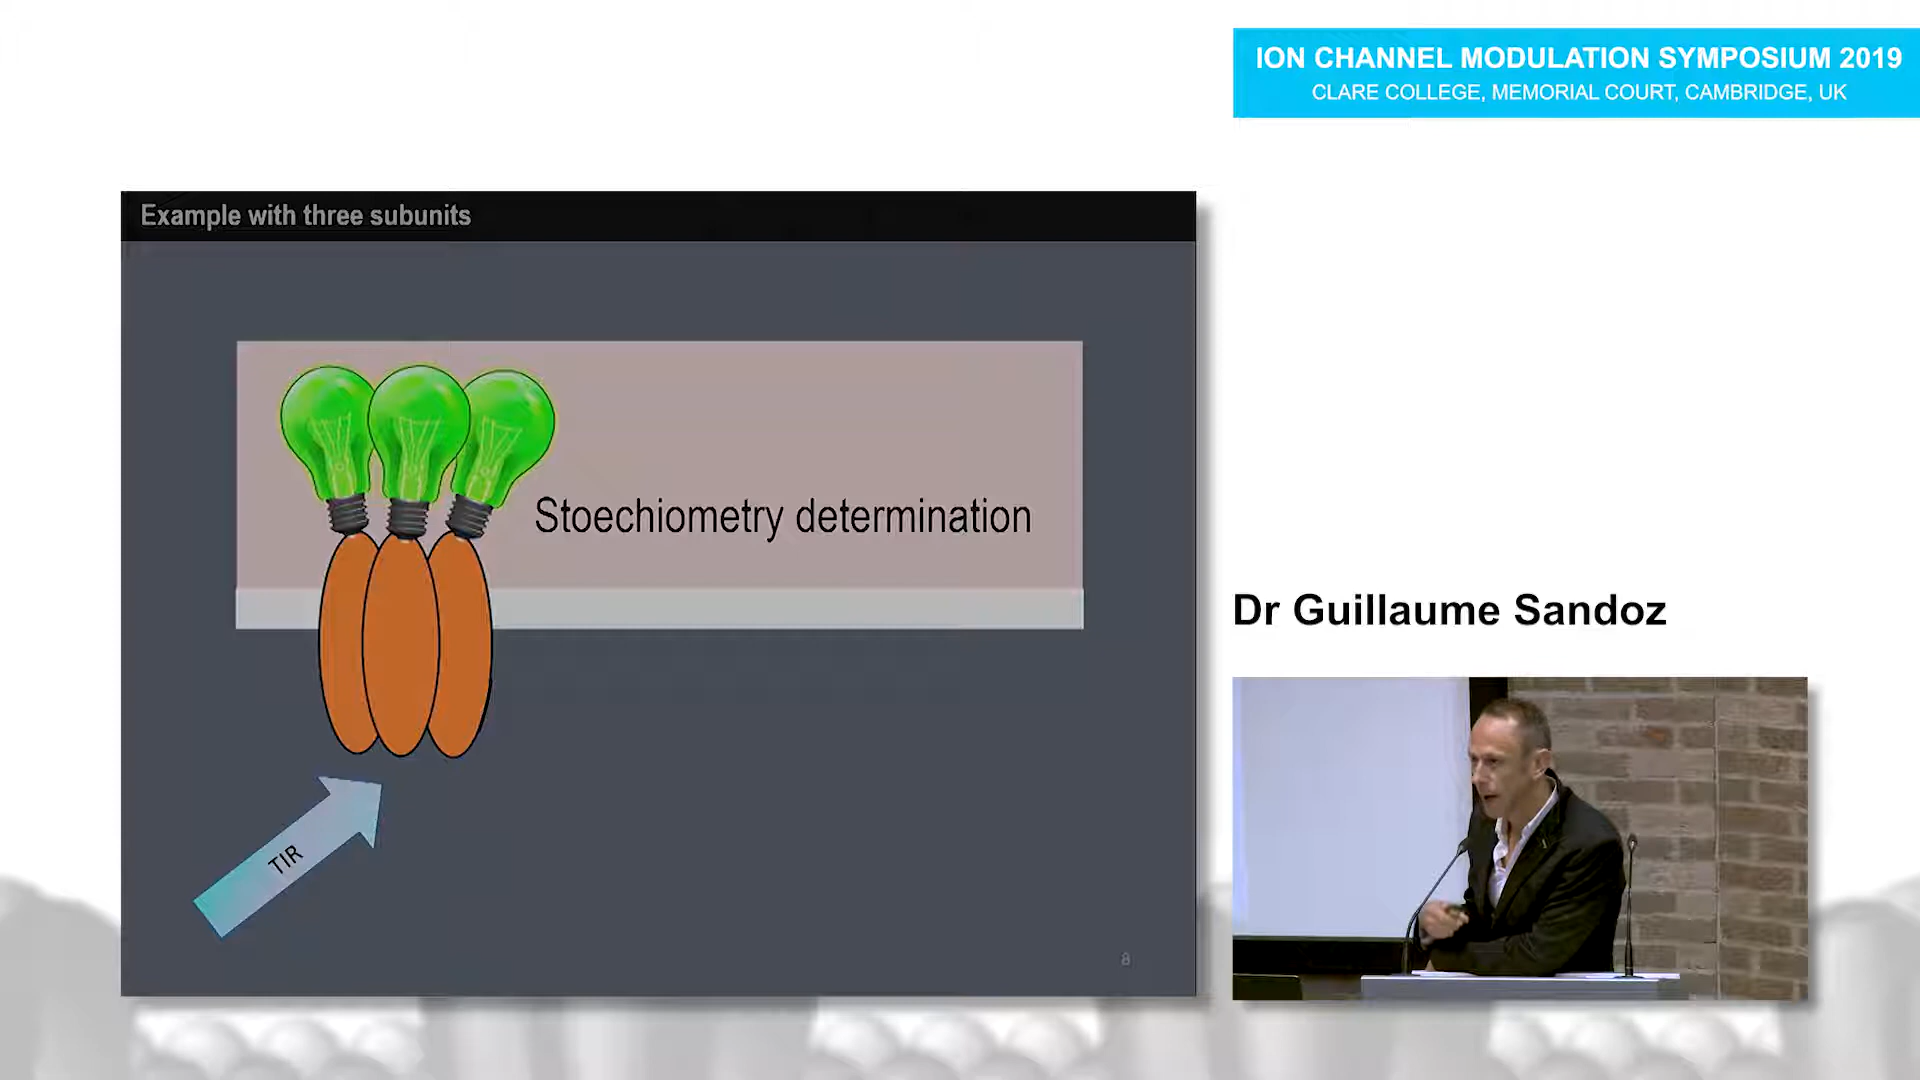 ION CHANNEL MODULATION SYMPOSIUM 2019
CLARE COLLEGE, MEMORIAL COURT, CAMBRIDGE, UK
Example with three subunits
Stoechiometry determination
TIR
8
Dr Guillaume Sandoz